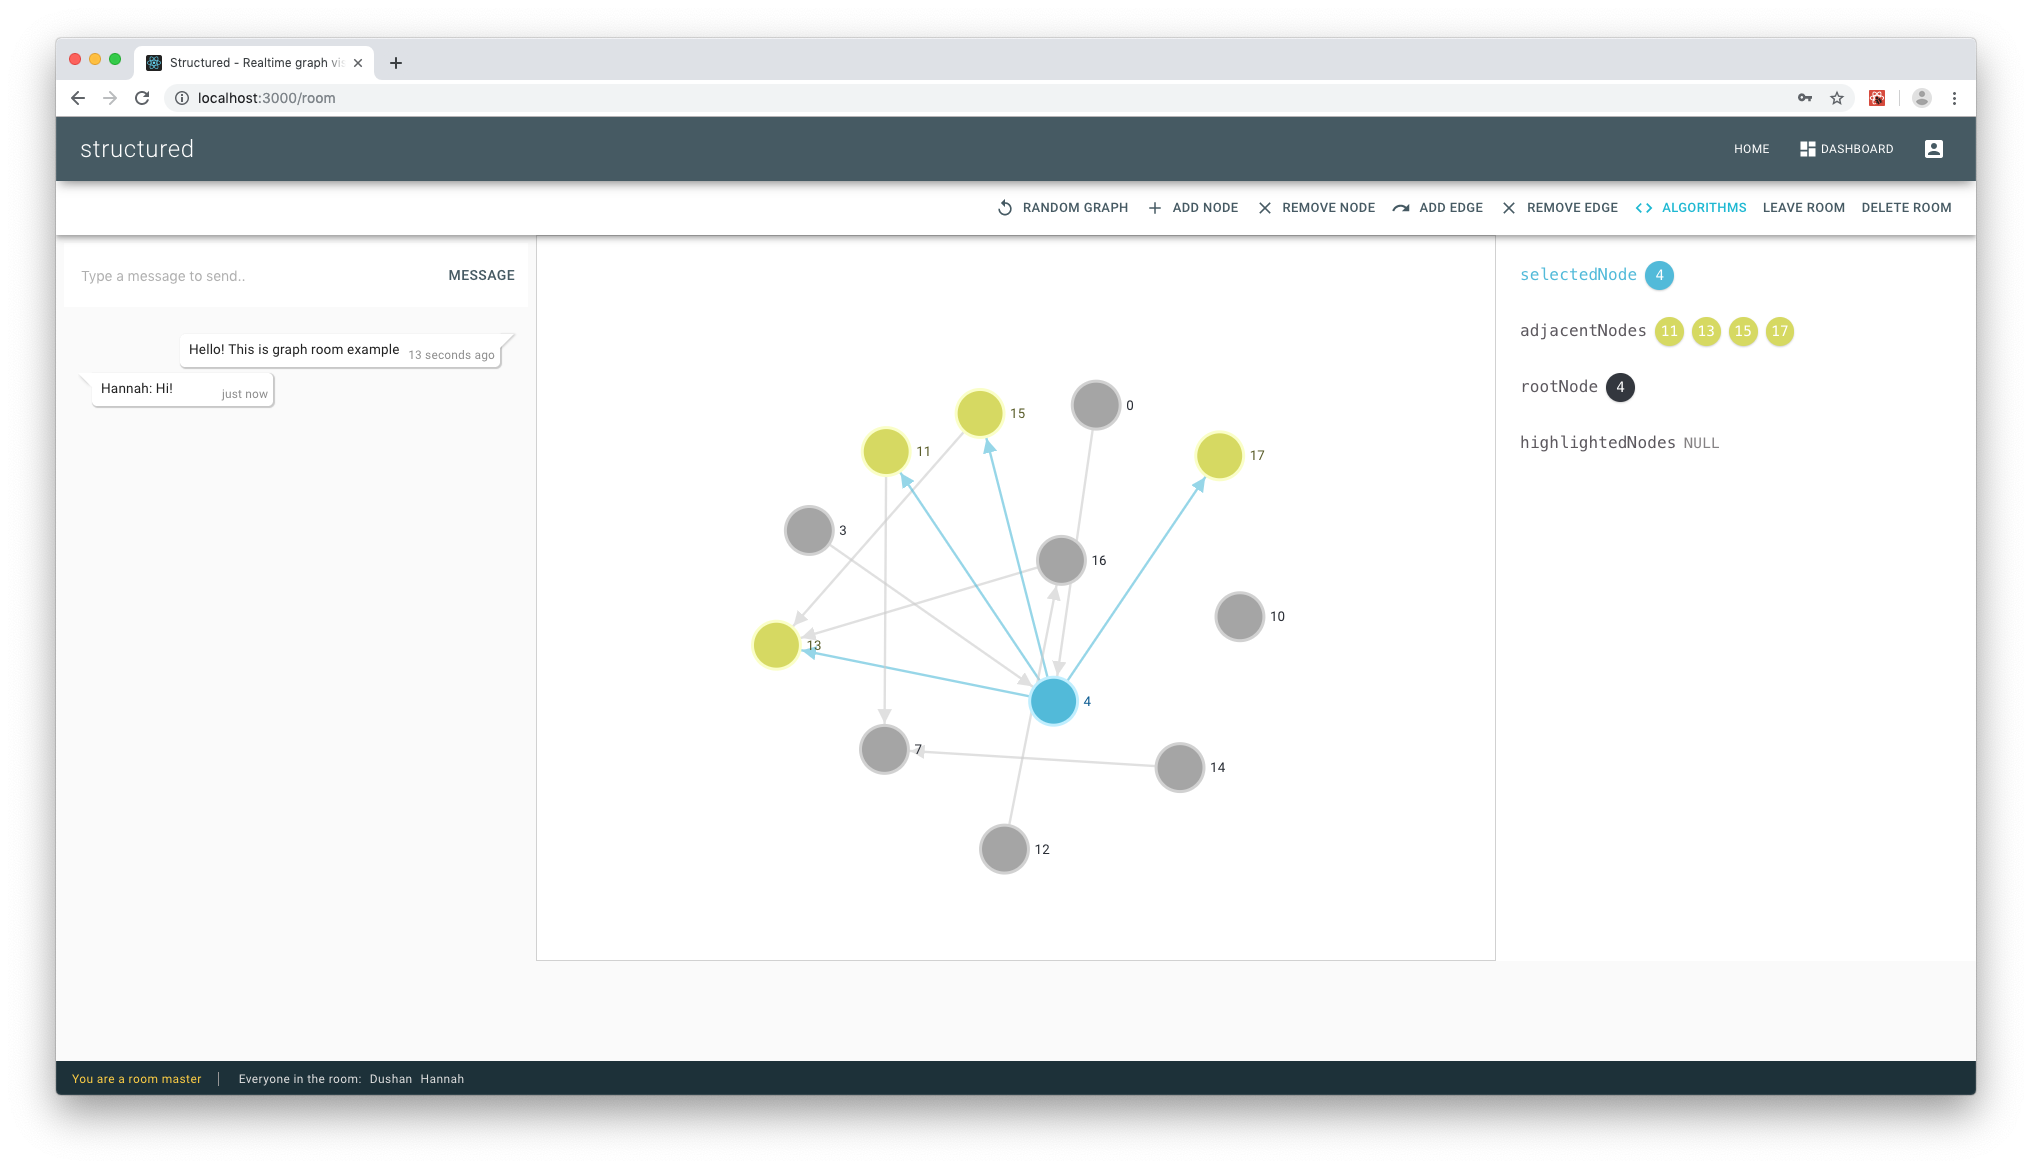 Structured - Realtime graph vis
localhost:3000/room
structured
HOME DASHBOARD
RANDOM GRAPH ADD NODE REMOVE NODE ADD EDGE REMOVE EDGE <> ALGORITHMS LEAVE ROOM DELETE ROOM
Type a message to send.. MESSAGE
Hello! This is graph room example 13 seconds ago
Hannah: Hi! just now
15
0
11
17
3
16
10
13
4
7
14
12
selectedNode 4
adjacentNodes 11 13 15 17
rootNode 4
highlightedNodes NULL
You are a room master | Everyone in the room: Dushan Hannah